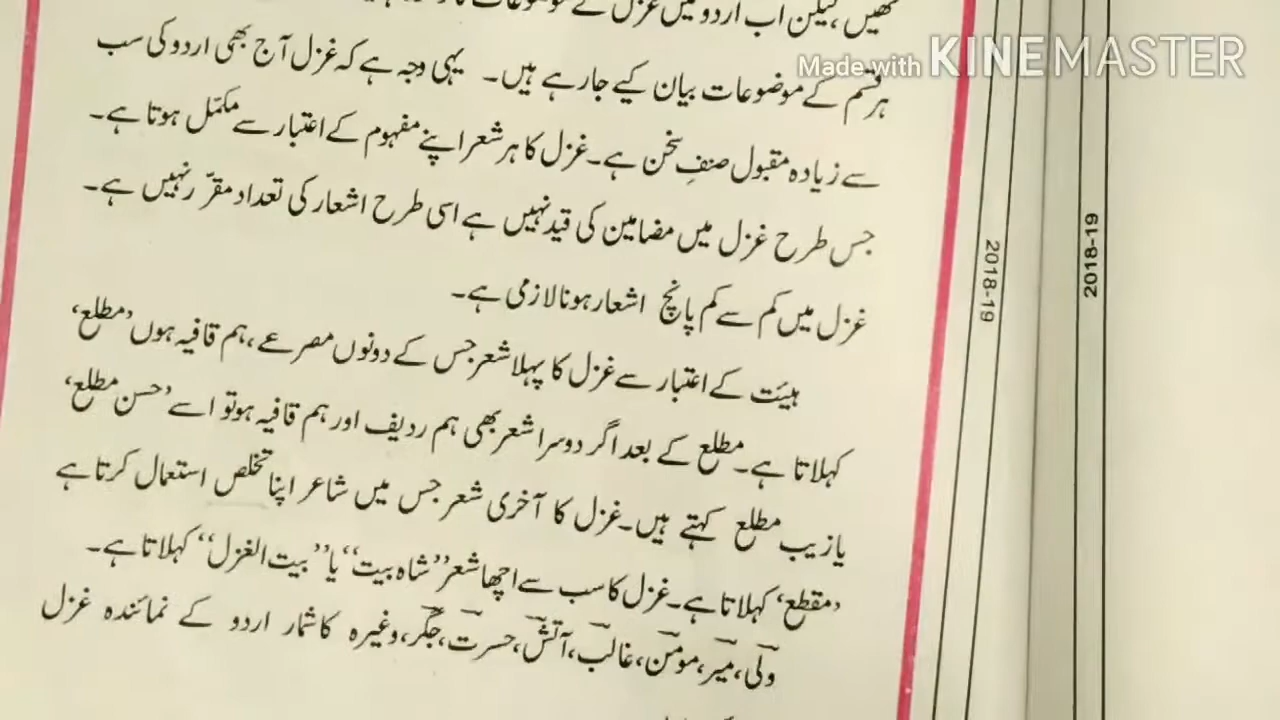 تھیں، لیکن اب اردو میں غزل کے موضوعات
ہر قسم کے موضوعات بیان کیے جا رہے ہیں۔ یہی وجہ ہے کہ غزل آج بھی اردو کی سب
سے زیادہ مقبول صنفِ سخن ہے۔ غزل کا ہر شعر اپنے مفہوم کے اعتبار سے مکمّل ہوتا ہے۔
جس طرح غزل میں مضامین کی قید نہیں ہے اسی طرح اشعار کی تعداد مقرّر نہیں ہے۔
غزل میں کم سے کم پانچ اشعار ہونا لازمی ہے۔
ہیئت کے اعتبار سے غزل کا پہلا شعر جس کے دونوں مصرعے، ہم قافیہ ہوں ’مطلع‘
کہلاتا ہے۔ مطلع کے بعد اگر دوسرا شعر بھی ہم ردیف اور ہم قافیہ ہو تو اسے ’حسن مطلع‘
یا زیب مطلع کہتے ہیں۔ غزل کا آخری شعر جس میں شاعر اپنا تخلص استعمال کرتا ہے
’مقطع‘ کہلاتا ہے۔ غزل کا سب سے اچھا شعر ’’شاہ بیت‘‘ یا ’’بیت الغزل‘‘ کہلاتا ہے۔
ولؔی، میرؔ، مومنؔ، غالبؔ، آتشؔ، حسرتؔ، جگرؔ، وغیرہ کا شمار اردو کے نمائندہ غزل
Made with KINEMASTER
2018-19
2018-19